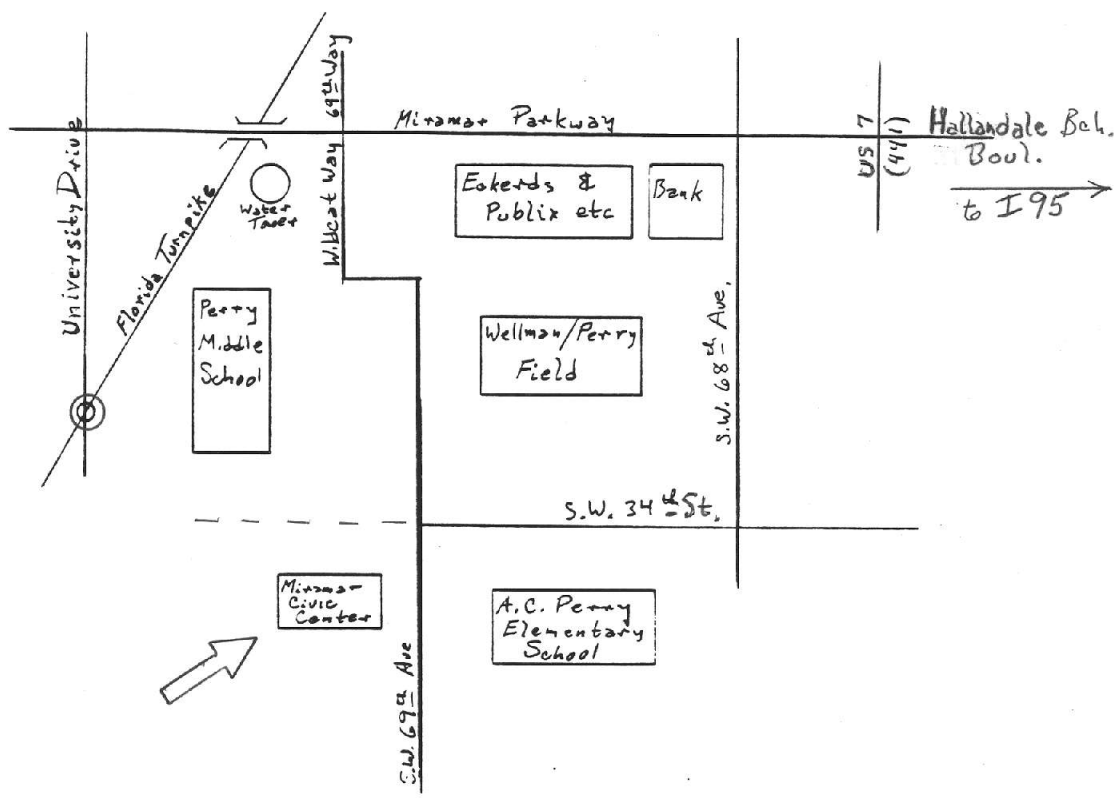 University Drive
Florida Turnpike
Water
Tower
69th Way
Wildcat Way
Miramar Parkway
US 7
(441)
Hallandale Bch.
Boul.
to I 95
Eckerds &
Publix etc
Bank
Perry
Middle
School
Wellman/Perry
Field
S.W. 68th Ave.
S.W. 34th St.
Miramar
Civic
Center
A.C. Perry
Elementary
School
S.W. 69th Ave